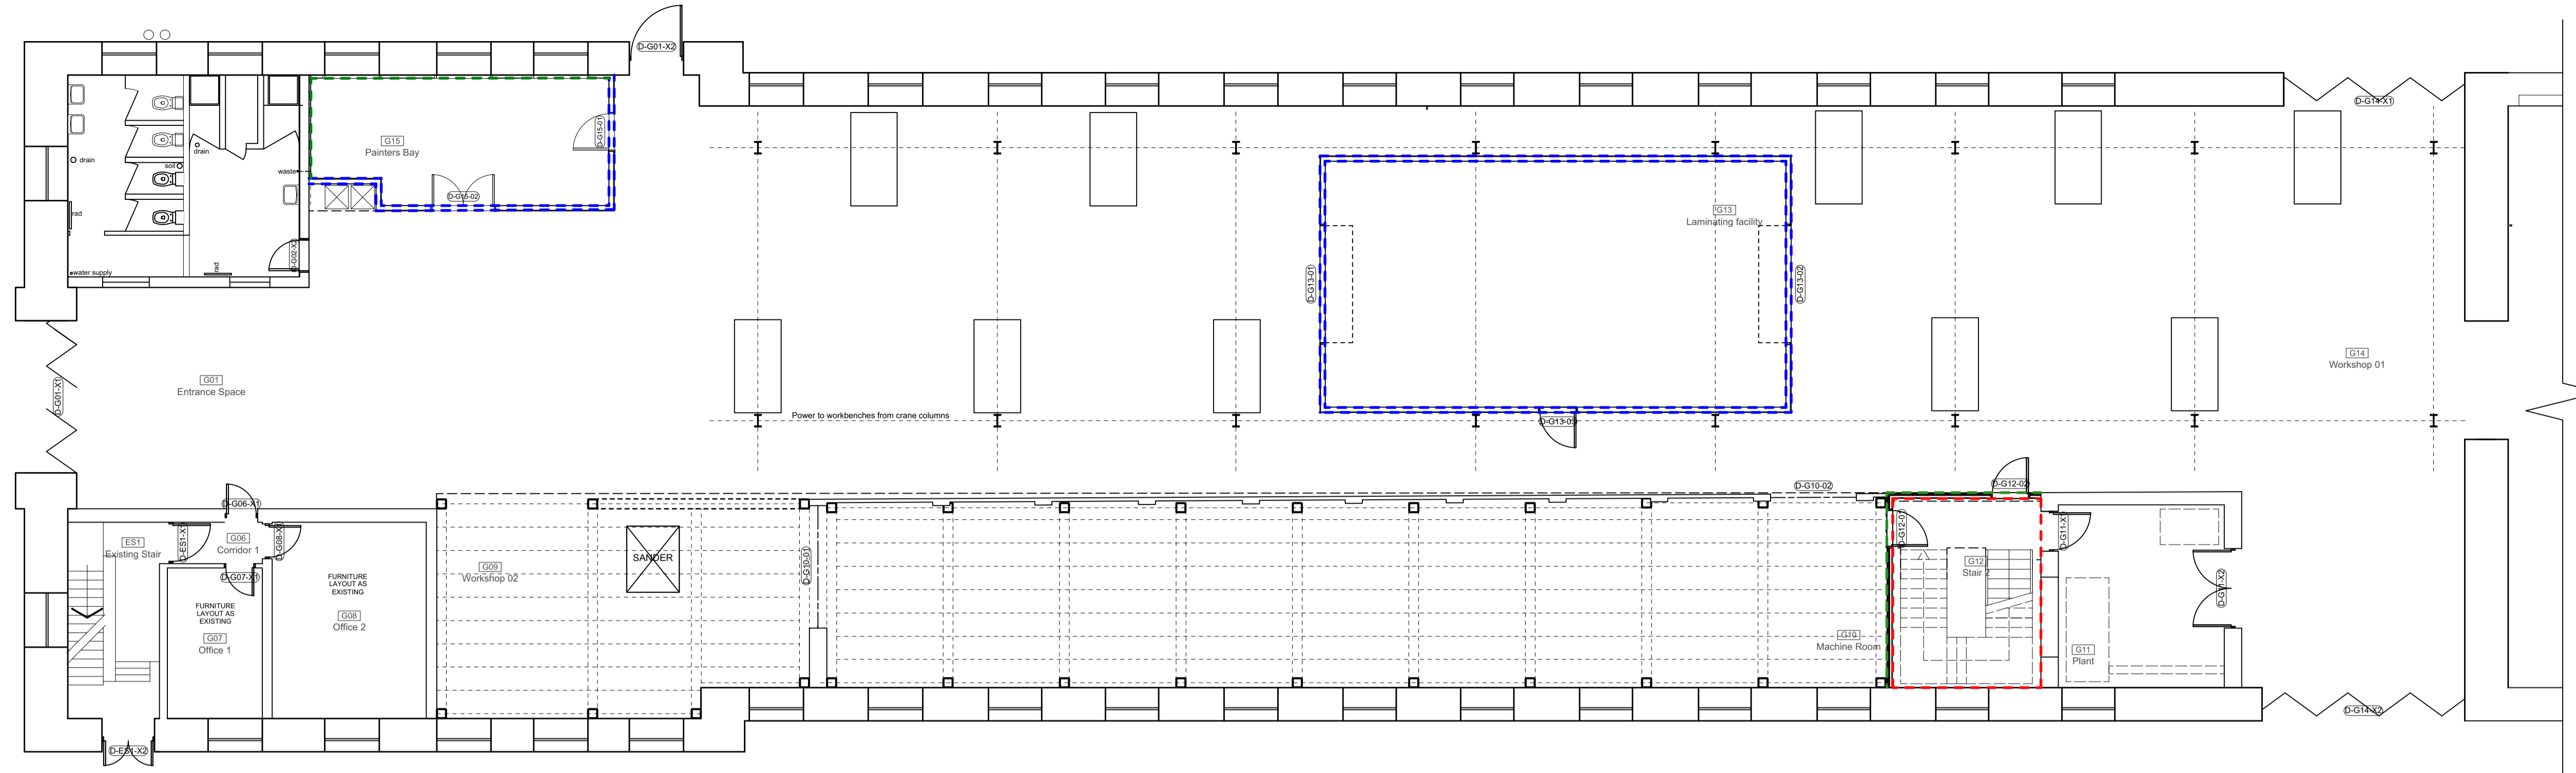 D-G01-X2
D-G14-X1
drain
soil
drain
waste
G15
Painters Bay
D-G15-01
D-G15-02
rad
D-G02-X2
rad
water supply
G13
Laminating facility
D-G13-01
D-G13-02
G01
Entrance Space
D-G01-X1
G14
Workshop 01
Power to workbenches from crane columns
D-G13-03
D-G10-02
D-G12-02
D-G06-X1
ES1
Existing Stair
D-ES1-X1
G06
Corridor 1
D-G08-X1
D-G07-X1
FURNITURE
LAYOUT AS
EXISTING
G07
Office 1
FURNITURE
LAYOUT AS
EXISTING
G08
Office 2
G09
Workshop 02
SANDER
D-G10-01
G10
Machine Room
D-G12-01
G12
Stair 2
D-G11-X1
D-G11-X2
G11
Plant
D-ES1-X2
D-G14-X2